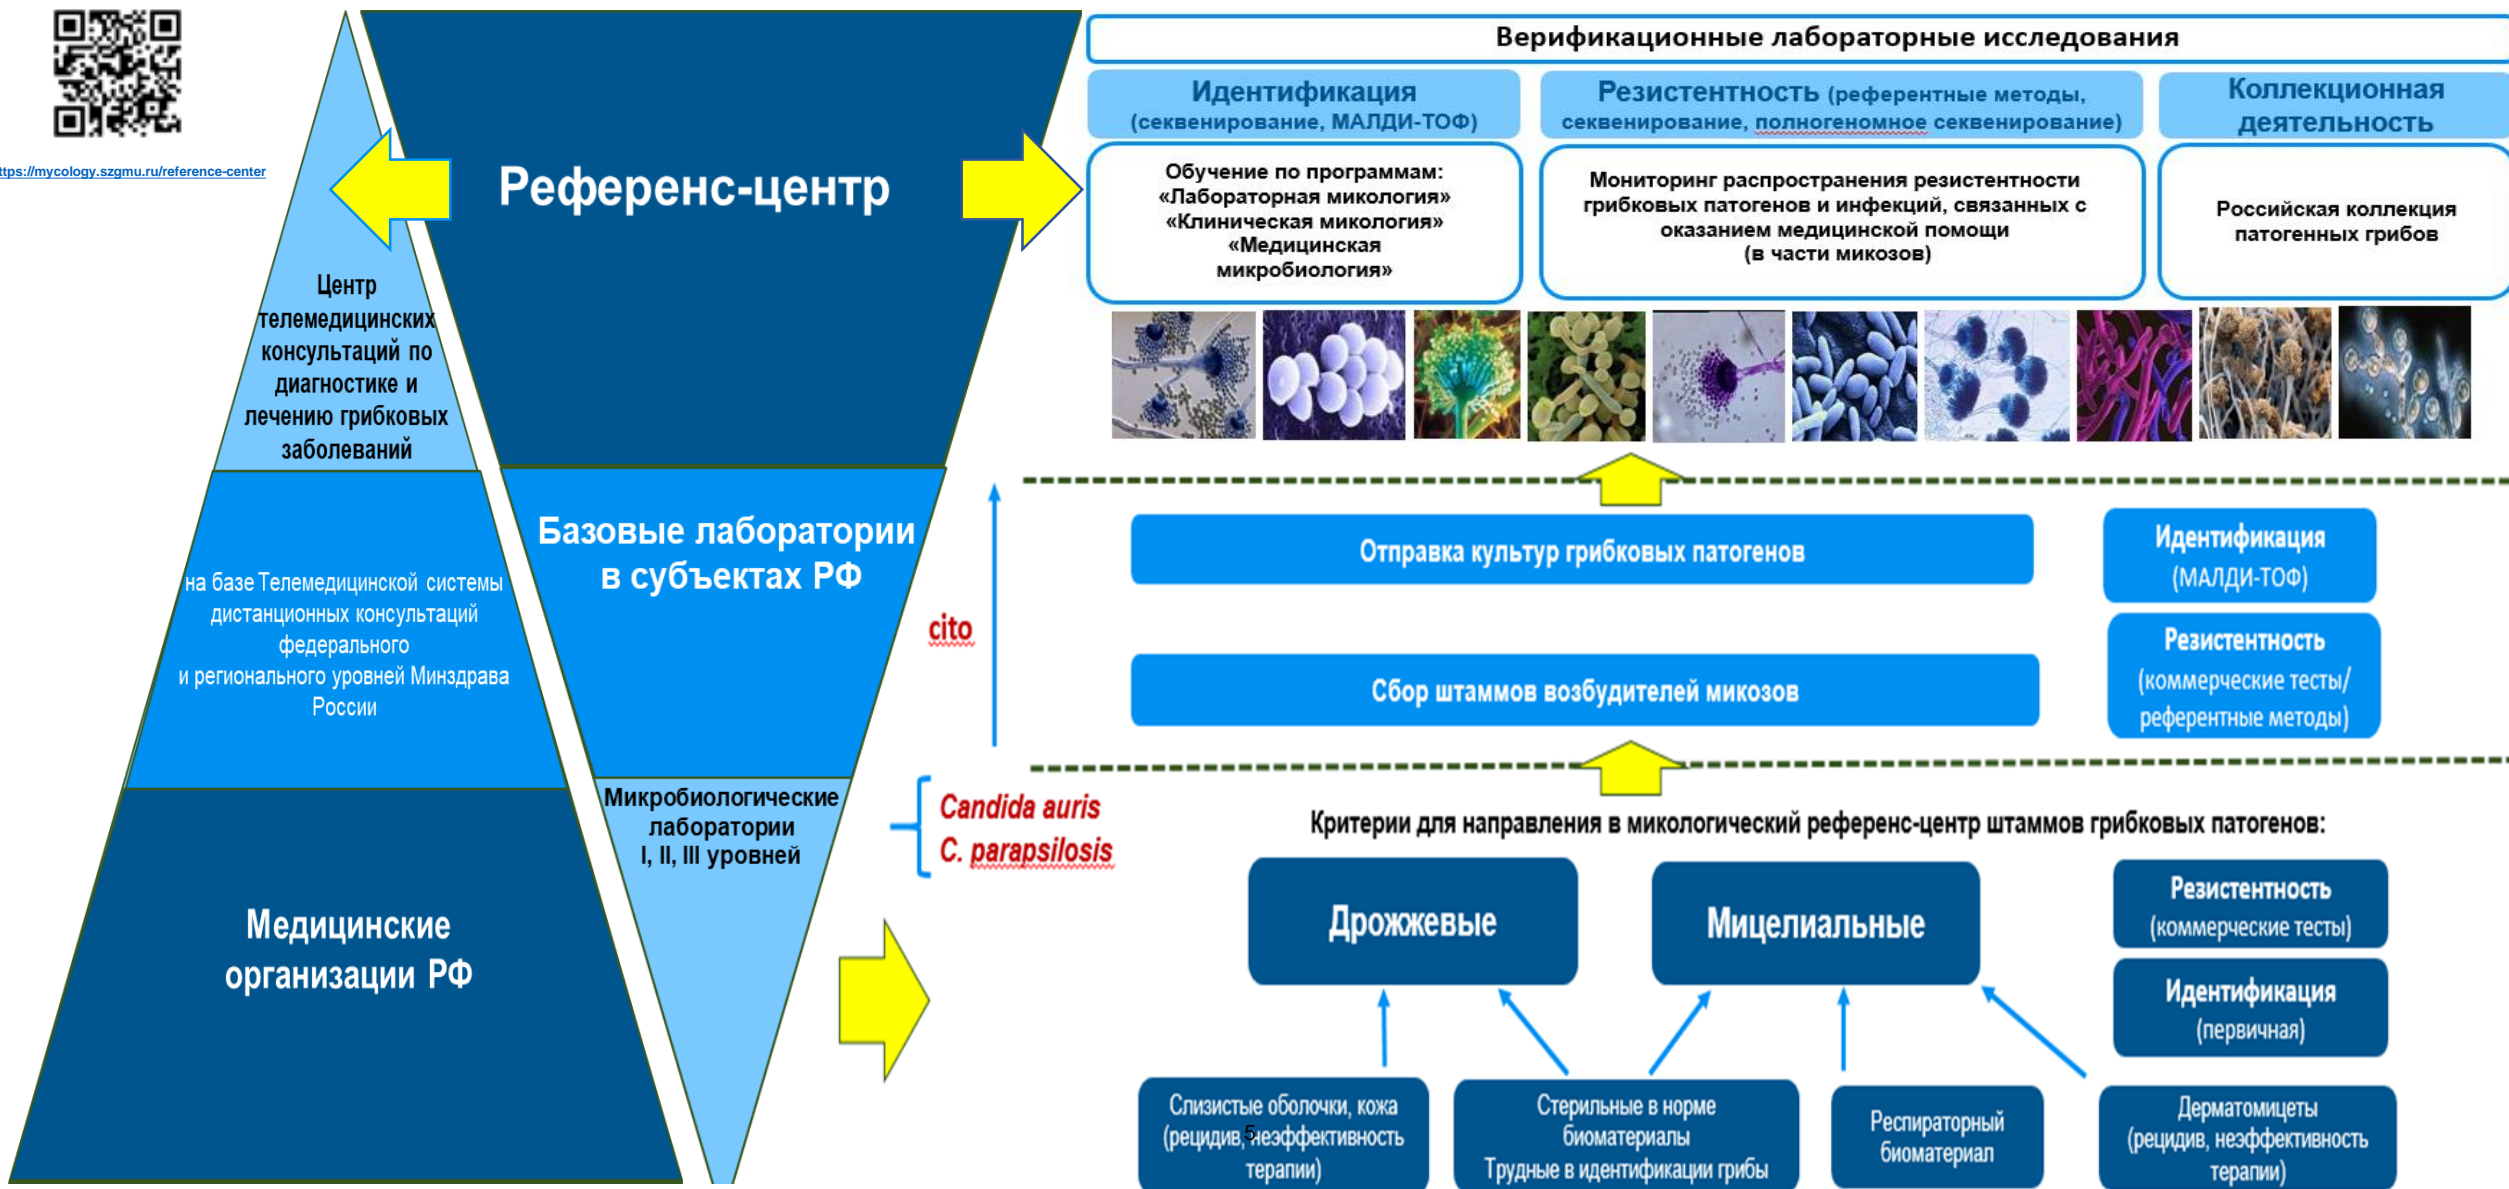 ttps://mycology.szgmu.ru/reference-center
Центр
телемедицинских
консультаций по
диагностике и
лечению грибковых
заболеваний
на базе Телемедицинской системы
дистанционных консультаций
федерального
и регионального уровней Минздрава
России
Медицинские
организации РФ
Референс-центр
Базовые лаборатории
в субъектах РФ
Микробиологические
лаборатории
I, II, III уровней
Верификационные лабораторные исследования
Идентификация
(секвенирование, МАЛДИ-ТОФ)
Резистентность (референтные методы,
секвенирование, полногеномное секвенирование)
Коллекционная
деятельность
Обучение по программам:
«Лабораторная микология»
«Клиническая микология»
«Медицинская
микробиология»
Мониторинг распространения резистентности
грибковых патогенов и инфекций, связанных с
оказанием медицинской помощи
(в части микозов)
Российская коллекция
патогенных грибов
cito
Отправка культур грибковых патогенов
Сбор штаммов возбудителей микозов
Идентификация
(МАЛДИ-ТОФ)
Резистентность
(коммерческие тесты/
референтные методы)
Candida auris
C. parapsilosis
Критерии для направления в микологический референс-центр штаммов грибковых патогенов:
Дрожжевые
Мицелиальные
Резистентность
(коммерческие тесты)
Идентификация
(первичная)
Слизистые оболочки, кожа
(рецидив, неэффективность
терапии)
5
Стерильные в норме
биоматериалы
Трудные в идентификации грибы
Респираторный
биоматериал
Дерматомицеты
(рецидив, неэффективность
терапии)